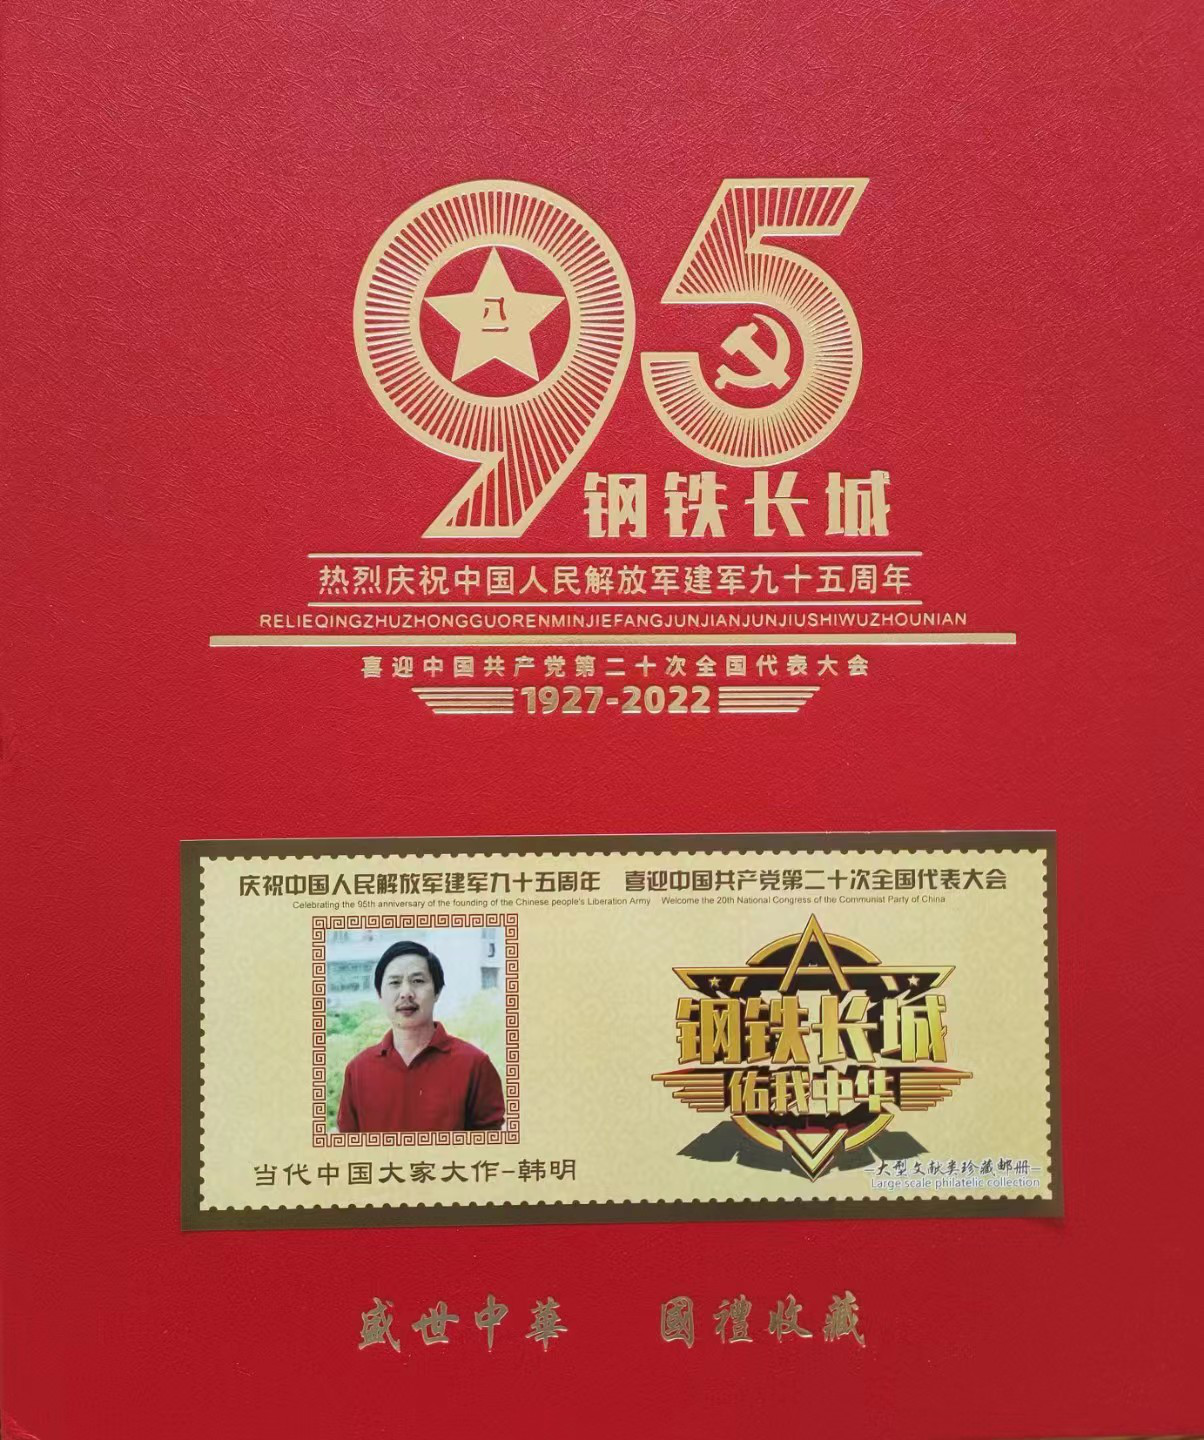 95
八一
钢铁长城
热烈庆祝中国人民解放军建军九十五周年
RELIEQINGZHUZHONGGUORENMINJIEFANGJUNJIANJUNJIUSHIWUZHOUNIAN
喜迎中国共产党第二十次全国代表大会
1927-2022
庆祝中国人民解放军建军九十五周年 喜迎中国共产党第二十次全国代表大会
Celebrating the 95th anniversary of the founding of the Chinese people's Liberation Army Welcome the 20th National Congress of the Communist Party of China
钢铁长城
佑我中华
当代中国大家大作-韩明
—大型文献类珍藏邮册—
Large scale philatelic collection
盛世中華 國禮收藏